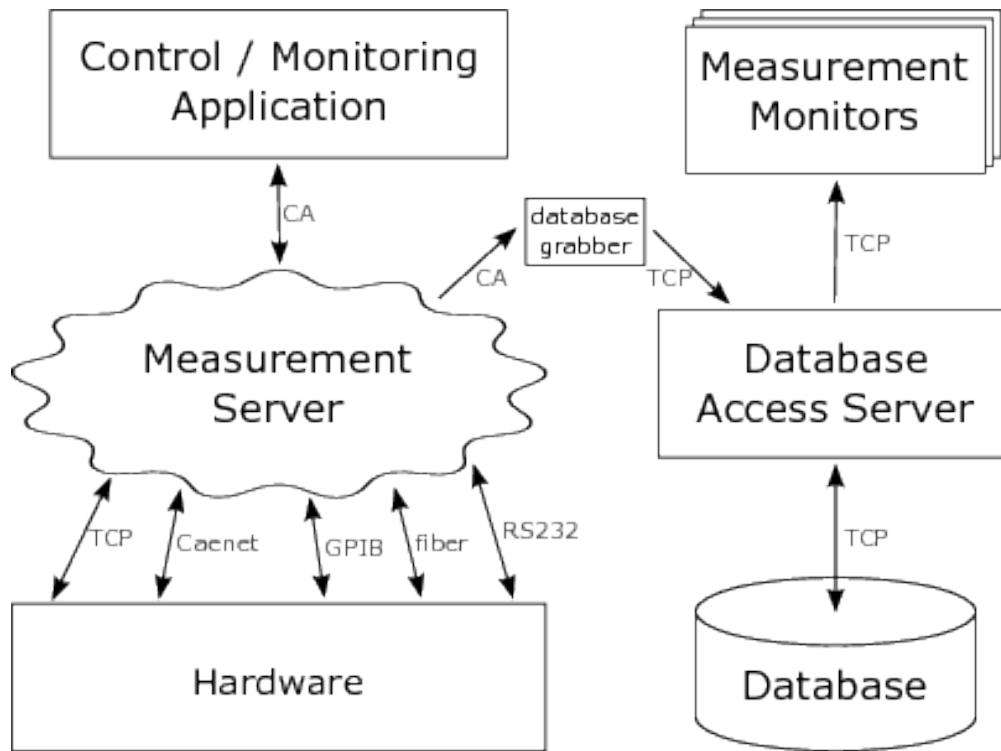 Control / Monitoring
Application
Measurement
Monitors
CA
database
grabber
TCP
CA
TCP
Measurement
Server
Database
Access Server
TCP
Caenet
GPIB
fiber
RS232
TCP
Hardware
Database